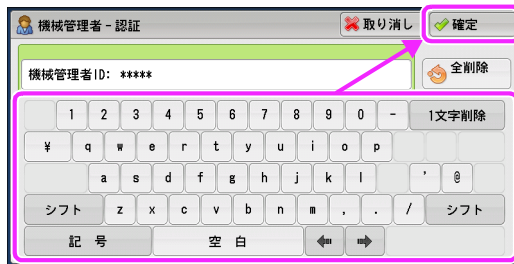 機械管理者 - 認証 取り消し 確定
機械管理者ID: ***** 全削除
1 2 3 4 5 6 7 8 9 0 - 1文字削除
¥ q w e r t y u i o p
a s d f g h j k l ' @
シフト z x c v b n m , . / シフト
記 号 空 白